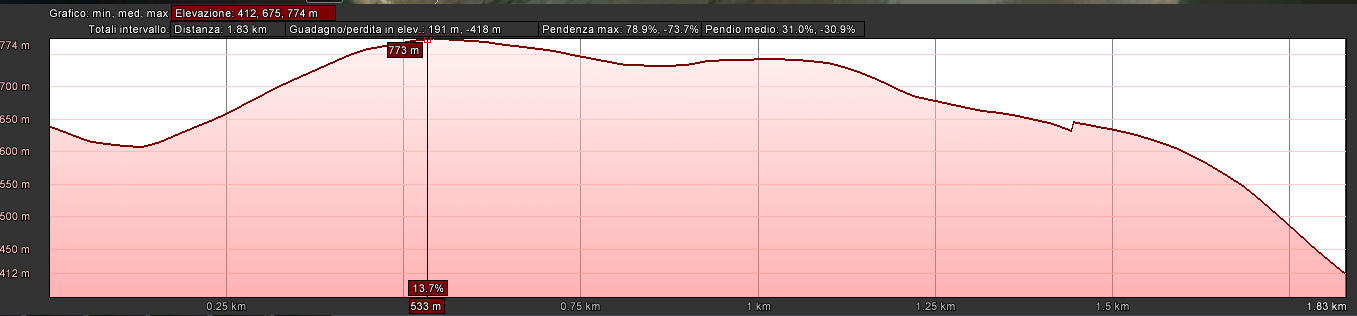 Grafico: min, med, max Elevazione: 412, 675, 774 m
Totali intervallo: Distanza: 1.83 km Guadagno/perdita in elev.: 191 m, -418 m Pendenza max: 78.9%, -73.7% Pendio medio: 31.0%, -30.9%
774 m
773 m
700 m
650 m
600 m
550 m
500 m
450 m
412 m
13.7%
0.25 km 533 m 0.75 km 1 km 1.25 km 1.5 km 1.83 km